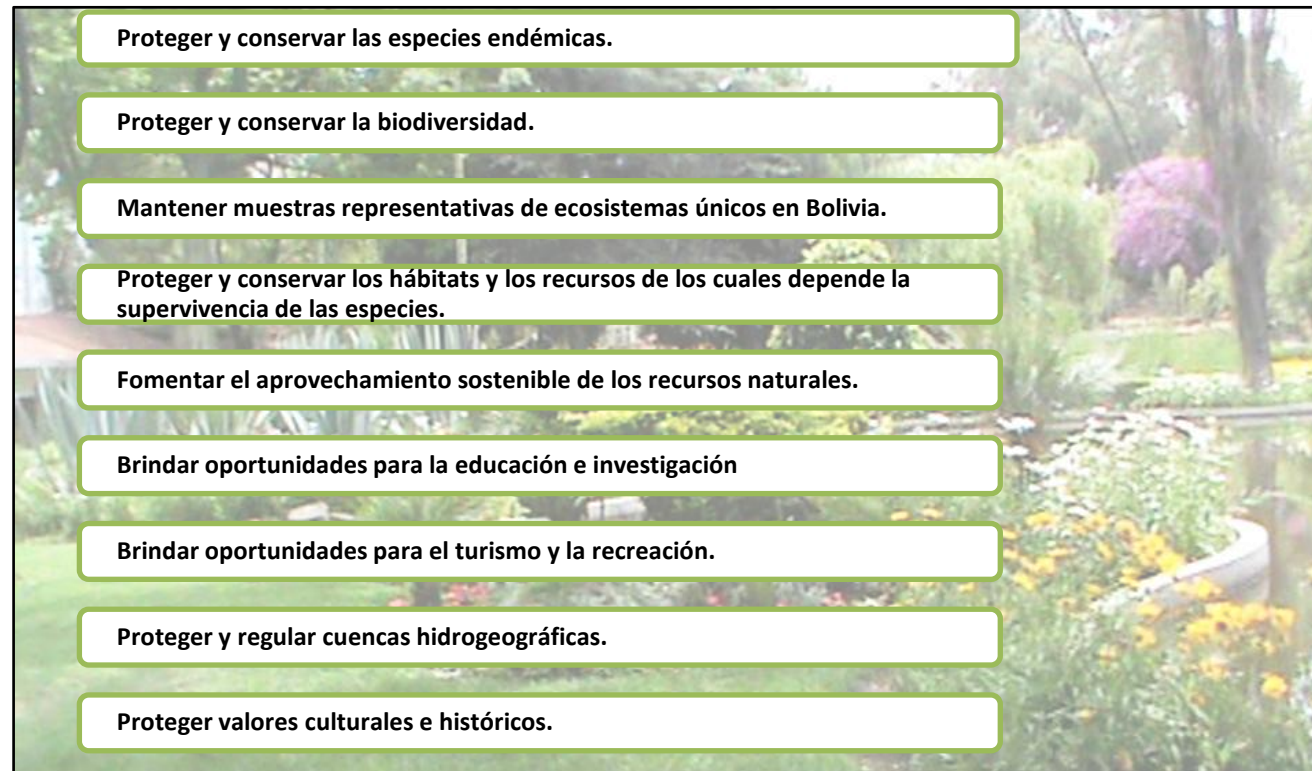 Proteger y conservar las especies endémicas.
Proteger y conservar la biodiversidad.
Mantener muestras representativas de ecosistemas únicos en Bolivia.
Proteger y conservar los hábitats y los recursos de los cuales depende la
supervivencia de las especies.
Fomentar el aprovechamiento sostenible de los recursos naturales.
Brindar oportunidades para la educación e investigación
Brindar oportunidades para el turismo y la recreación.
Proteger y regular cuencas hidrogeográficas.
Proteger valores culturales e históricos.